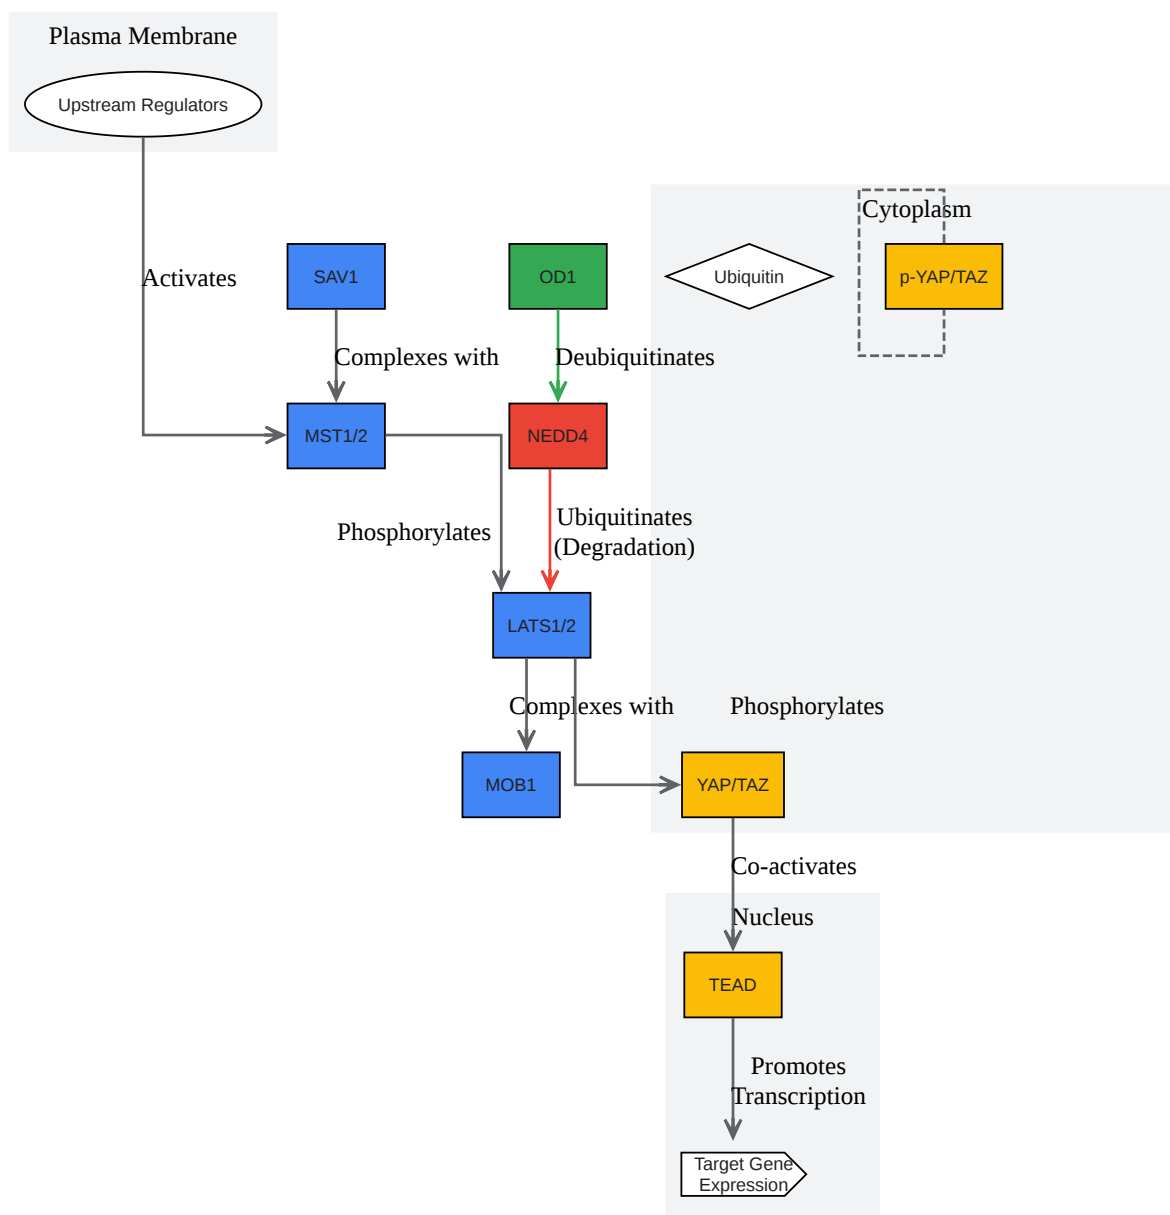 Plasma Membrane
Upstream Regulators
Cytoplasm
Activates
SAV1
OD1
Ubiquitin
p-YAP/TAZ
Complexes with
Deubiquitinates
MST1/2
NEDD4
Phosphorylates
Ubiquitinates
(Degradation)
LATS1/2
Complexes with
Phosphorylates
MOB1
YAP/TAZ
Co-activates
Nucleus
TEAD
Promotes
Transcription
Target Gene
Expression